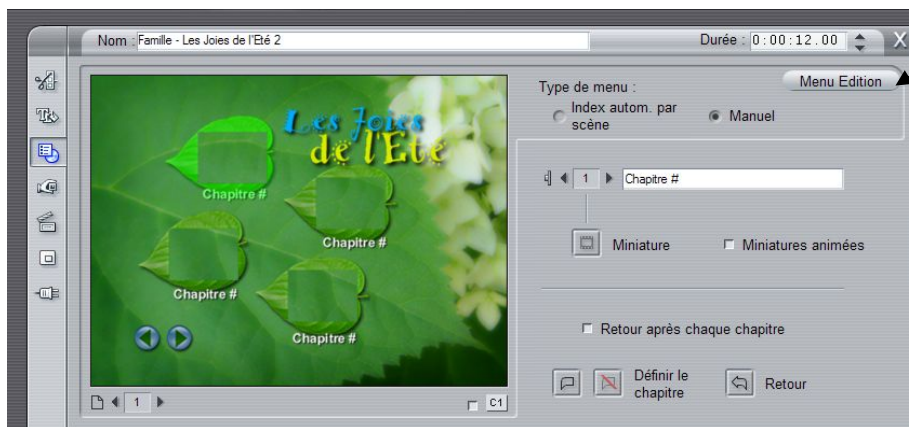 Nom : Famille - Les Joies de l'Eté 2
Durée : 0:00:12.00
X
Type de menu :
Menu Edition
Index autom. par
scène
Manuel
Les Joies
de l'Eté
Chapitre #
Chapitre #
Chapitre #
Chapitre #
1
Chapitre #
Miniature
Miniatures animées
Retour après chaque chapitre
Définir le
chapitre
Retour
1
C1